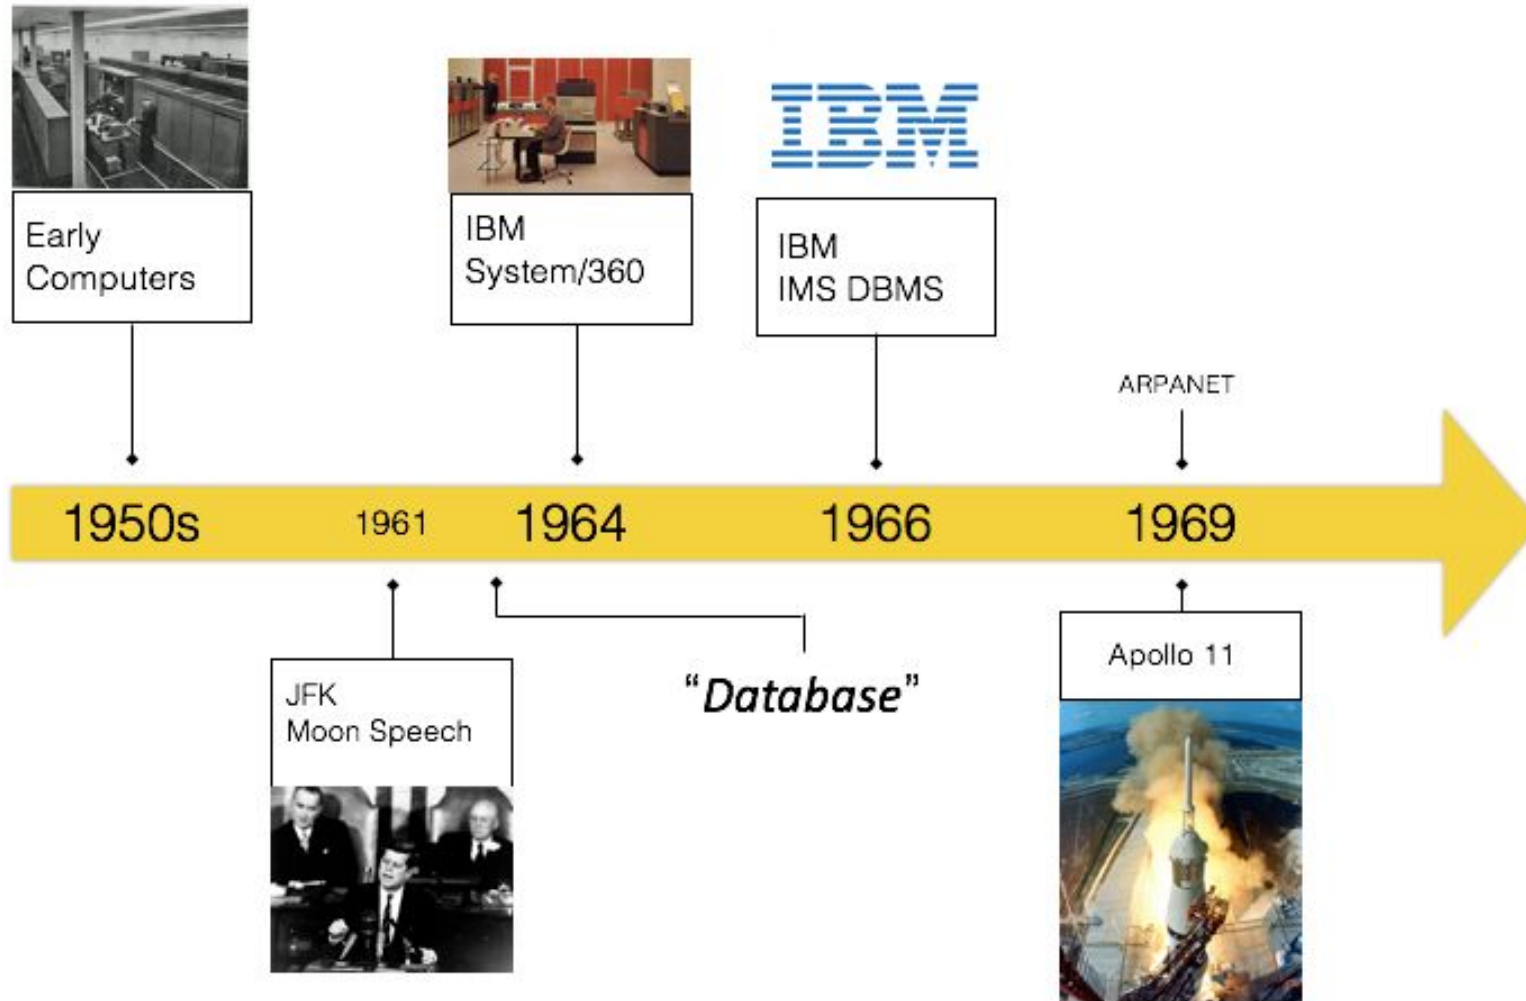 Early
Computers
IBM
System/360
IBM
IBM
IMS DBMS
ARPANET
1950s
1961
1964
1966
1969
JFK
Moon Speech
“Database”
Apollo 11